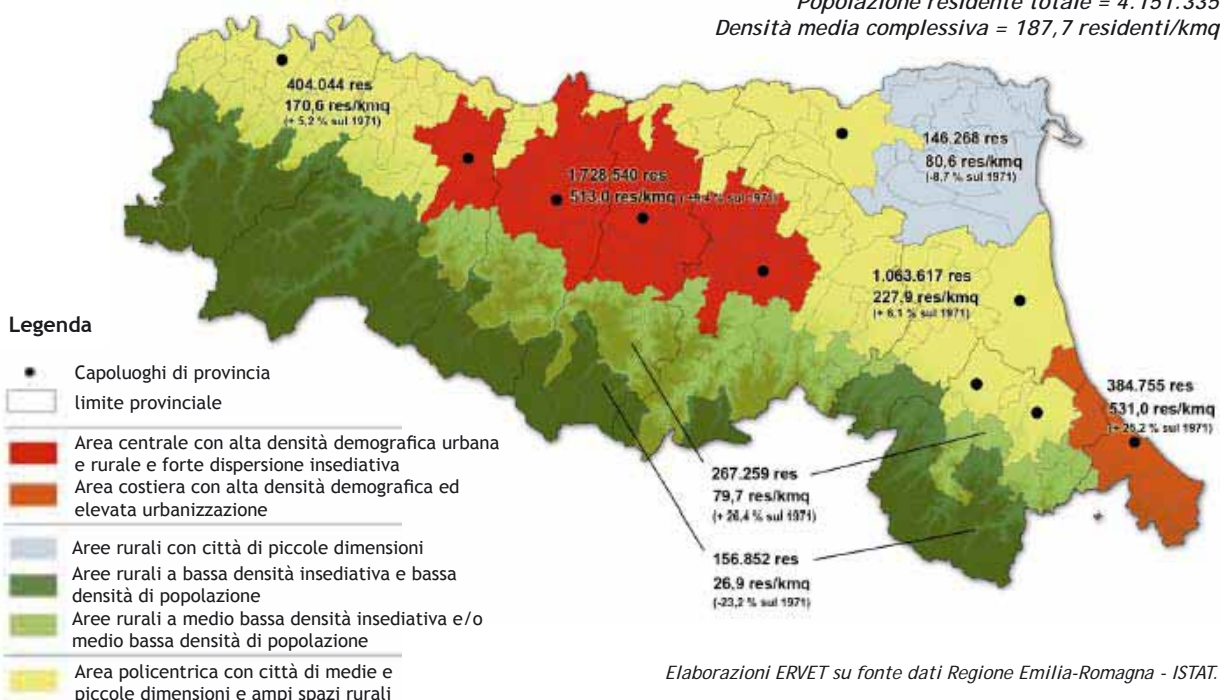 Popolazione residente totale = 4.151.335
Densità media complessiva = 187,7 residenti/kmq
404.044 res
170,6 res/kmq
(+ 5,2 % sul 1971)
146.268 res
80,6 res/kmq
(-8,7 % sul 1971)
1.728.540 res
513,0 res/kmq (+8,4 % sul 1971)
1.063.617 res
227,9 res/kmq
(+ 6,1 % sul 1971)
384.755 res
531,0 res/kmq
(+ 25,2 % sul 1971)
267.259 res
79,7 res/kmq
(+ 26,4 % sul 1971)
156.852 res
26,9 res/kmq
(-23,2 % sul 1971)
Legenda
Capoluoghi di provincia
limite provinciale
Area centrale con alta densità demografica urbana
e rurale e forte dispersione insediativa
Area costiera con alta densità demografica ed
elevata urbanizzazione
Aree rurali con città di piccole dimensioni
Aree rurali a bassa densità insediativa e bassa
densità di popolazione
Aree rurali a medio bassa densità insediativa e/o
medio bassa densità di popolazione
Area policentrica con città di medie e
piccole dimensioni e ampi spazi rurali
Elaborazioni ERVET su fonte dati Regione Emilia-Romagna - ISTAT.